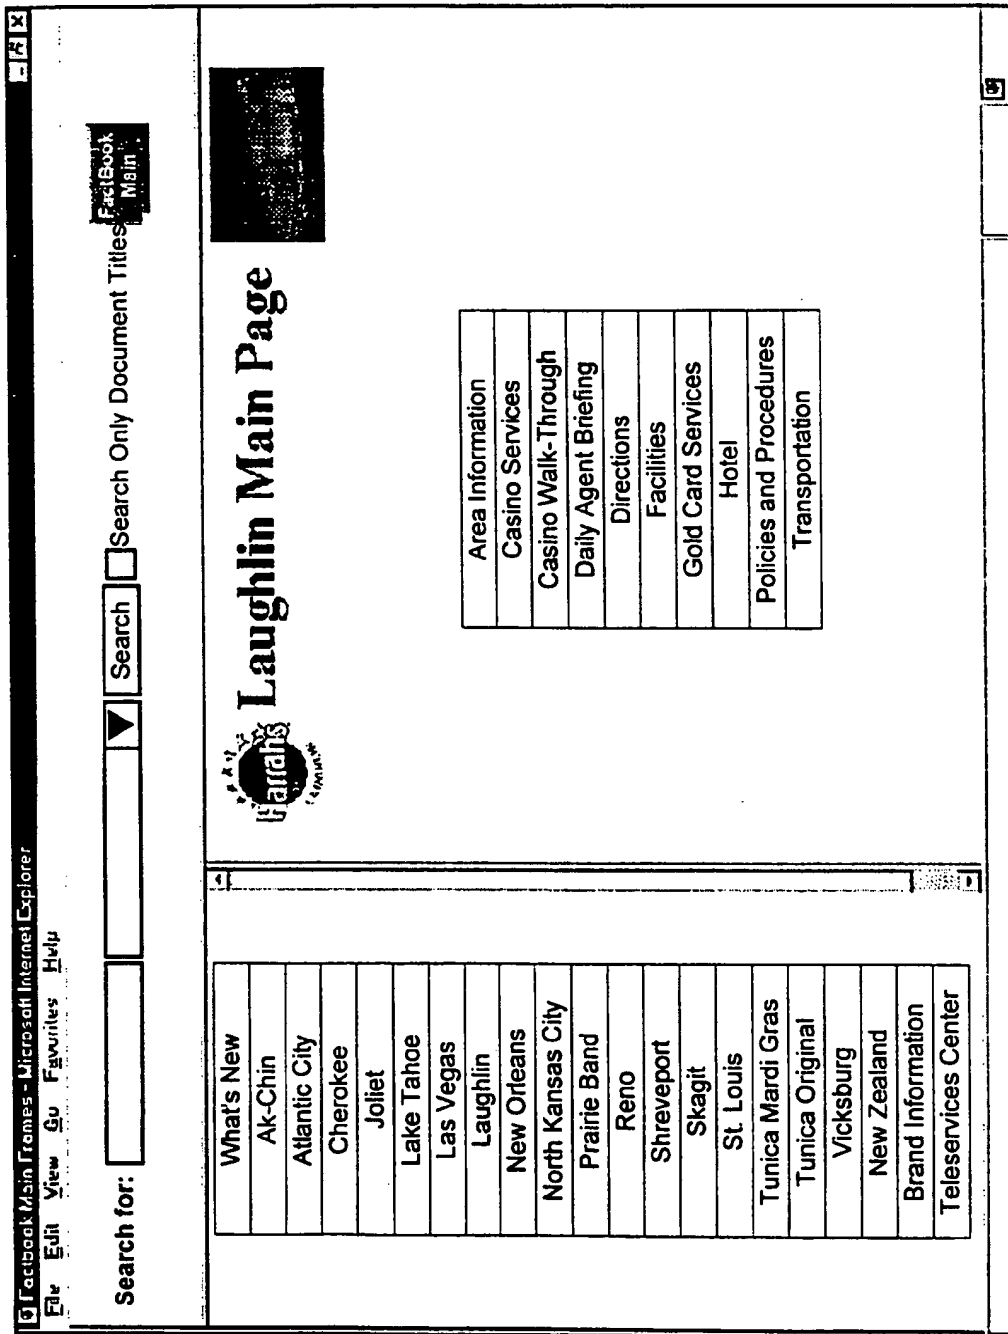 Factbook Main Frames - Microsoft Internet Explorer
File Edit View Go Favorites Help
Search for: Search Search Only Document Titles
FactBook
Main
What's New
Ak-Chin
Atlantic City
Cherokee
Joliet
Lake Tahoe
Las Vegas
Laughlin
New Orleans
North Kansas City
Prairie Band
Reno
Shreveport
Skagit
St. Louis
Tunica Mardi Gras
Tunica Original
Vicksburg
New Zealand
Brand Information
Teleservices Center
Harrah's Laughlin Main Page
Area Information
Casino Services
Casino Walk-Through
Daily Agent Briefing
Directions
Facilities
Gold Card Services
Hotel
Policies and Procedures
Transportation